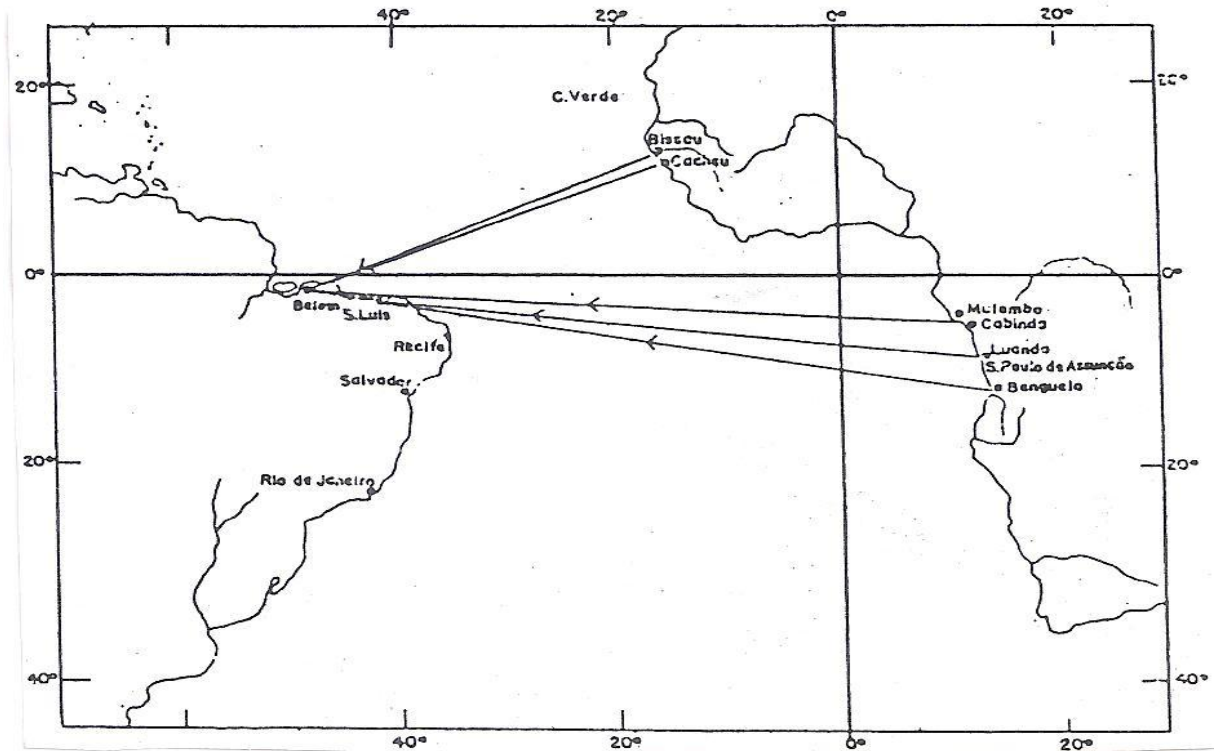 40° 20° 0° 20°
20°
C. Verde
Bissau
Cacheu
0° 0°
Mulambo
Cabinda
Belem
S. Luis
Luanda
S. Paulo de Assunção
Benguela
Recife
Salvador
20° 20°
Rio de Janeiro
40° 40°
40° 20° 0° 20°